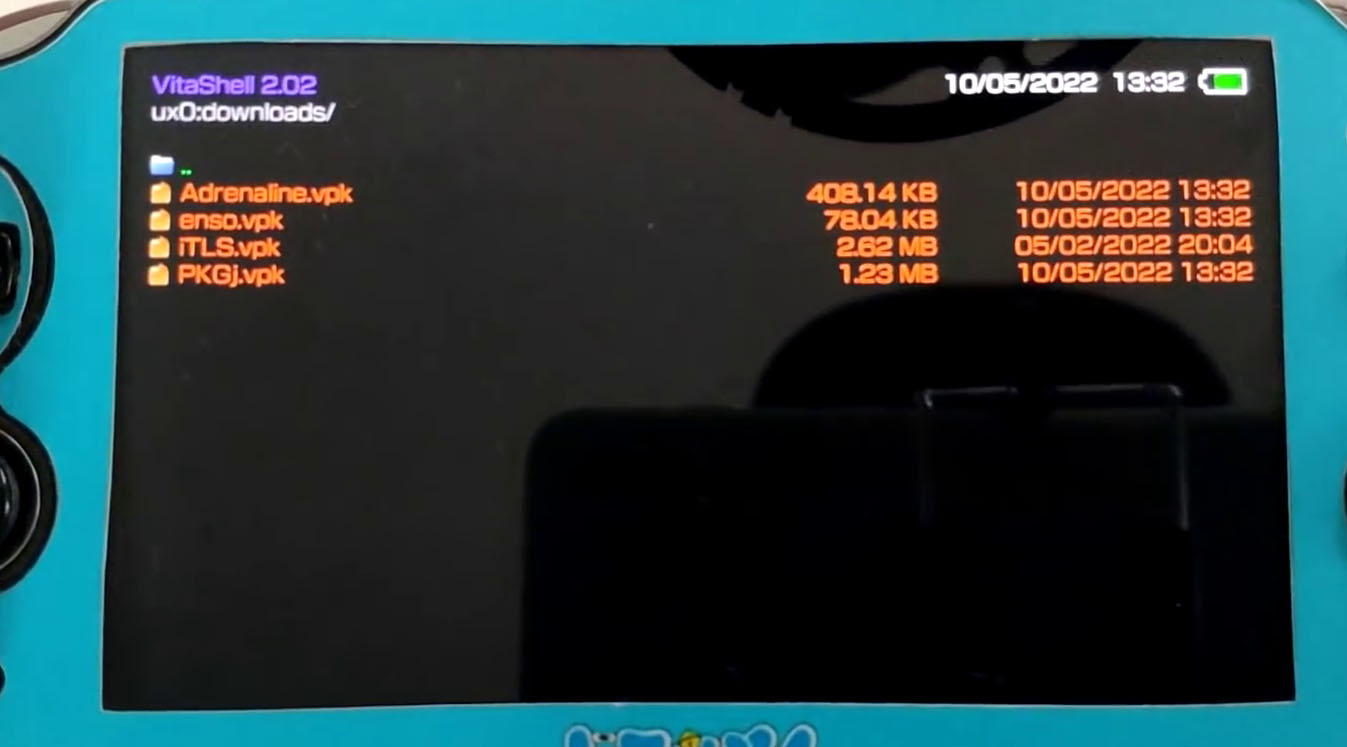 VitaShell 2.02 10/05/2022 13:32
ux0:downloads/
..
Adrenaline.vpk 408.14 KB 10/05/2022 13:32
enso.vpk 78.04 KB 10/05/2022 13:32
iTLS.vpk 2.62 MB 05/02/2022 20:04
PKGj.vpk 1.23 MB 10/05/2022 13:32